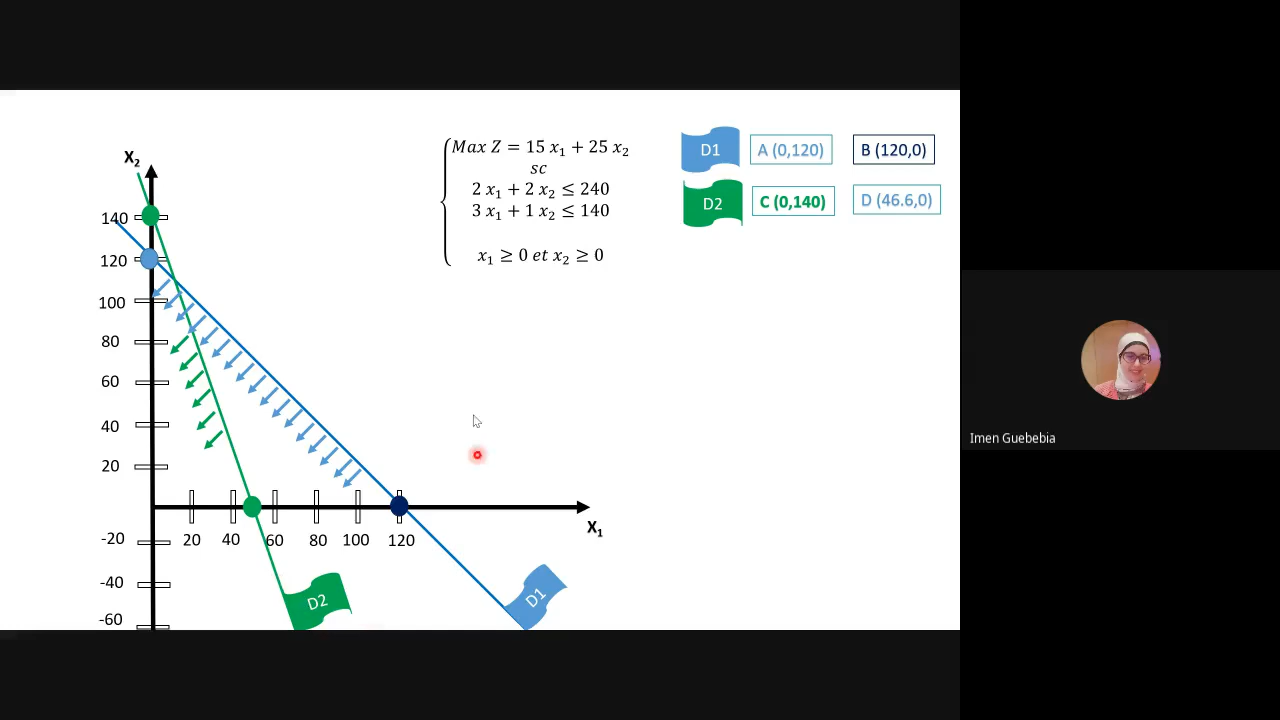 Max Z = 15 x₁ + 25 x₂
sc
2 x₁ + 2 x₂ ≤ 240
3 x₁ + 1 x₂ ≤ 140
x₁ ≥ 0 et x₂ ≥ 0
D1 A (0,120) B (120,0)
D2 C (0,140) D (46.6,0)
X₂
140
120
100
80
60
40
20
-20
-40
-60
20 40 60 80 100 120
X₁
D2
D1
Imen Guebebia